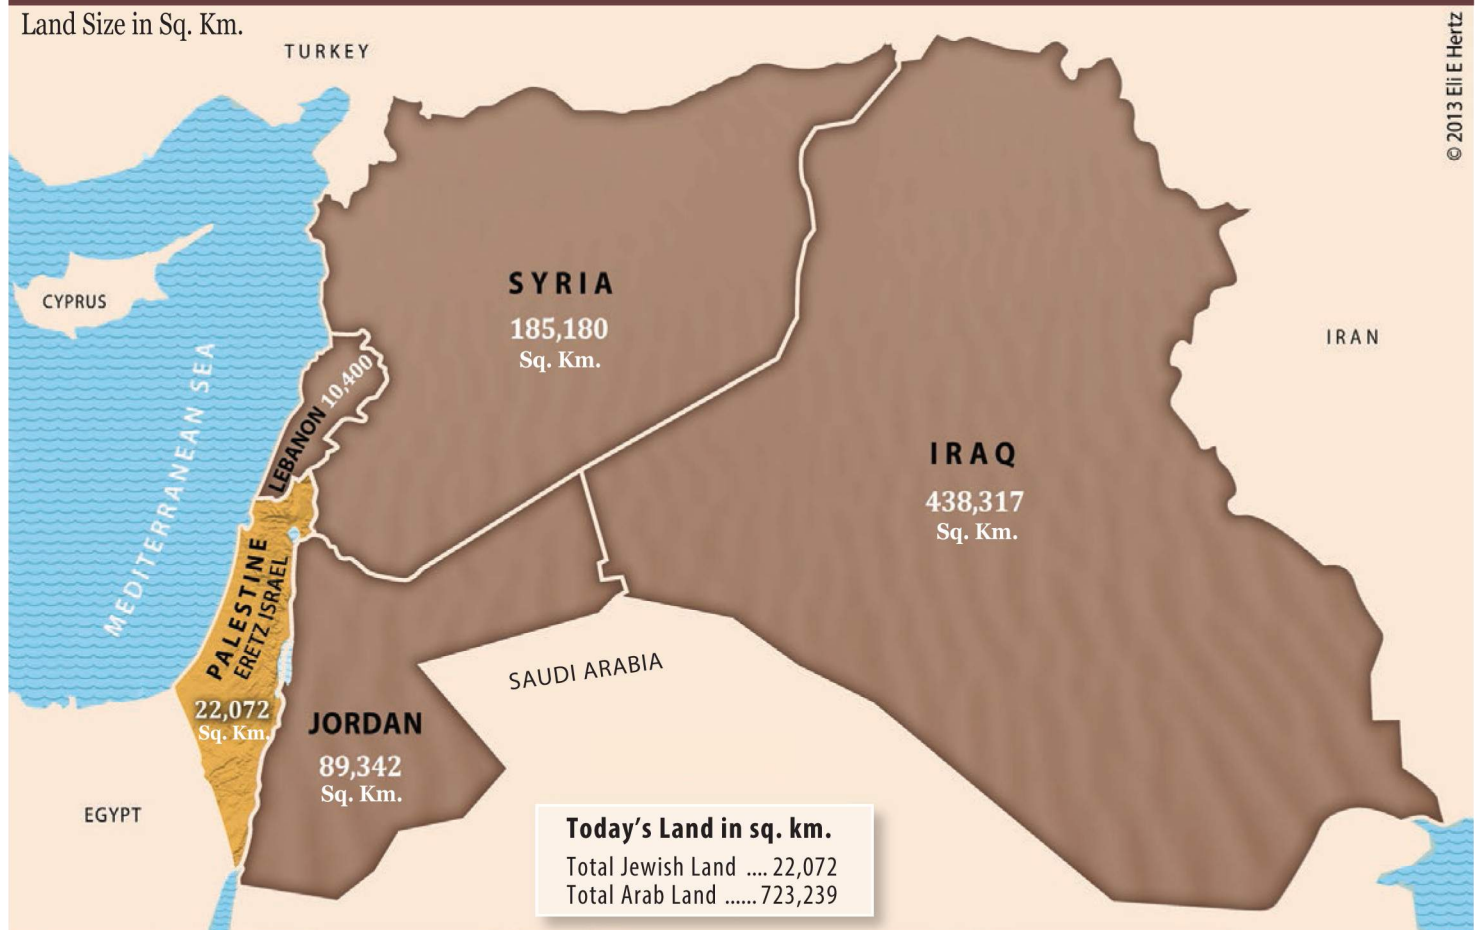 Land Size in Sq. Km.
© 2013 Eli E Hertz
TURKEY
CYPRUS
MEDITERRANEAN SEA
SYRIA
185,180
Sq. Km.
LEBANON 10,400
IRAN
IRAQ
438,317
Sq. Km.
PALESTINE
ERETZ ISRAEL
22,072
Sq. Km.
SAUDI ARABIA
JORDAN
89,342
Sq. Km.
EGYPT
Today's Land in sq. km.
Total Jewish Land .... 22,072
Total Arab Land ...... 723,239